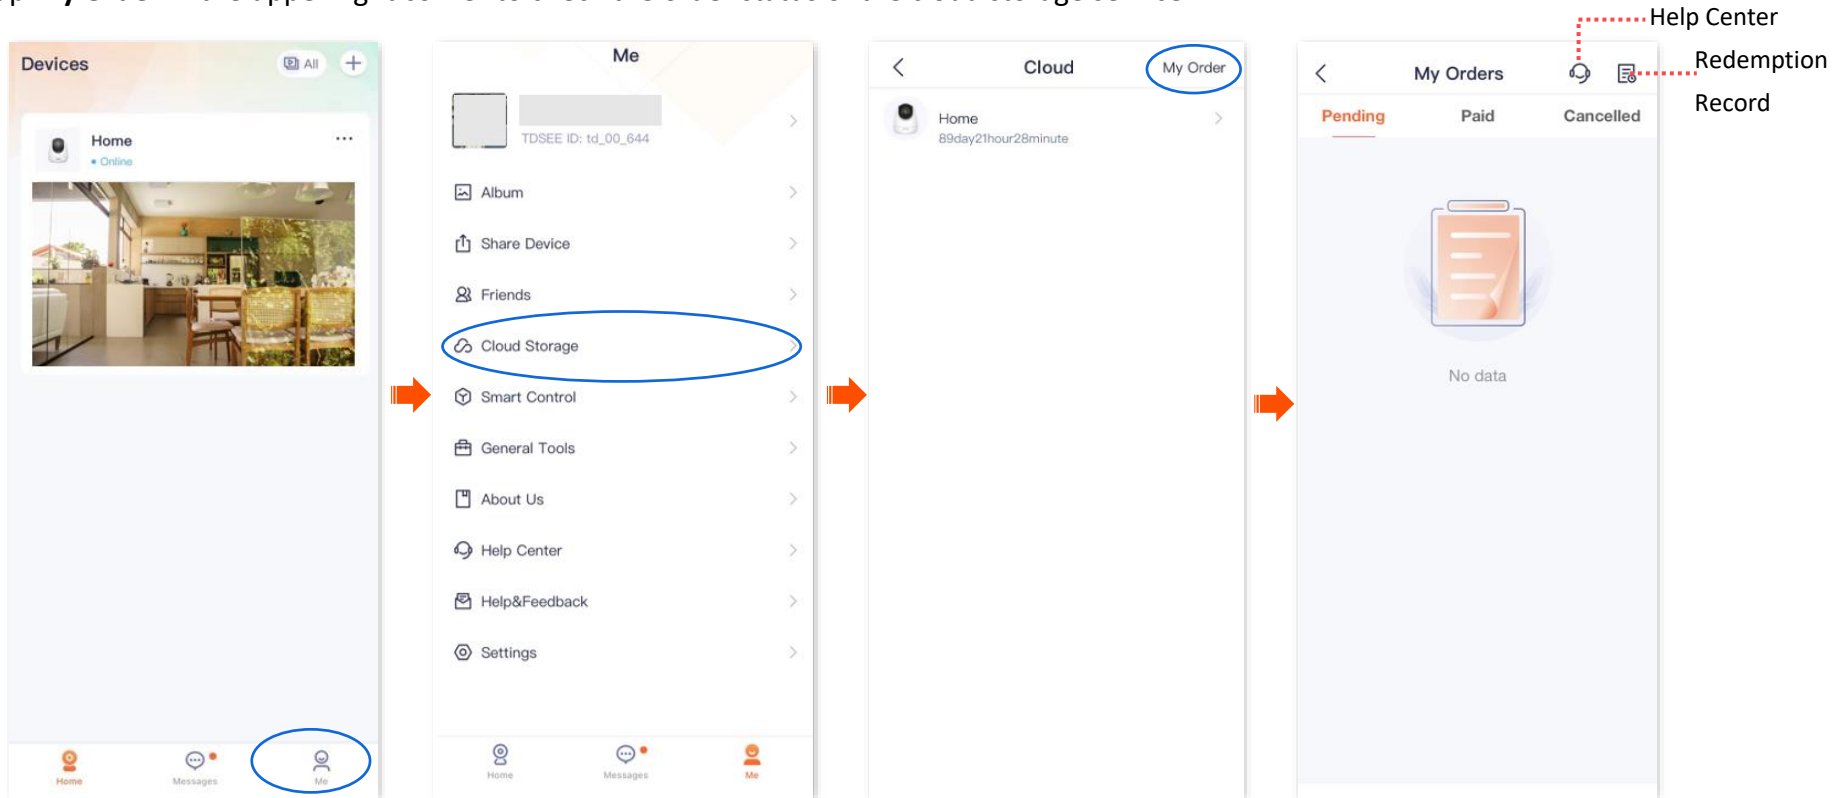 Help Center
Redemption
Record
Devices
All
Home
Online
Home
Messages
Me
Me
TDSEE ID: td_00_644
Album
Share Device
Friends
Cloud Storage
Smart Control
General Tools
About Us
Help Center
Help&Feedback
Settings
Home
Messages
Me
Cloud
My Order
Home
89day21hour28minute
My Orders
Pending
Paid
Cancelled
No data